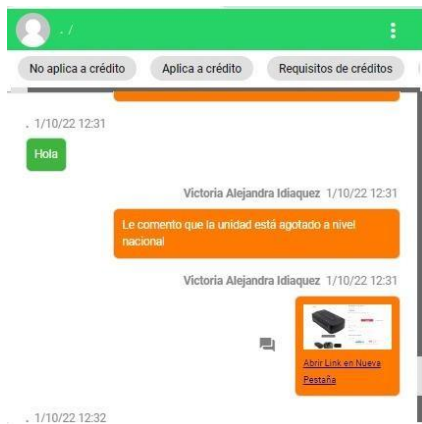 . /
No aplica a crédito
Aplica a crédito
Requisitos de créditos
. 1/10/22 12:31
Hola
Victoria Alejandra Idiaquez 1/10/22 12:31
Le comento que la unidad está agotado a nivel
nacional
Victoria Alejandra Idiaquez 1/10/22 12:31
Abrir Link en Nueva
Pestaña
. 1/10/22 12:32